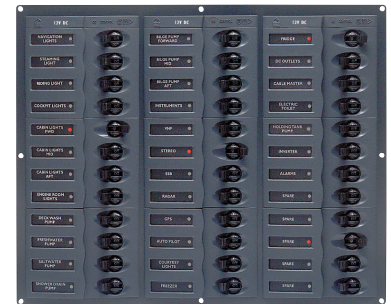 12V DC
NAVIGATION
LIGHTS
STEAMING
LIGHT
RIDING LIGHT
COCKPIT LIGHTS
CABIN LIGHTS
FWD
CABIN LIGHTS
MID
CABIN LIGHTS
AFT
ENGINE ROOM
LIGHTS
DECK WASH
PUMP
FRESHWATER
PUMP
SALTWATER
PUMP
SHOWER DRAIN
PUMP
12V DC
BILGE PUMP
FORWARD
BILGE PUMP
MID
BILGE PUMP
AFT
INSTRUMENTS
VHF
STEREO
SSB
RADAR
GPS
AUTO PILOT
COURTESY
LIGHTS
FREEZER
12V DC
FRIDGE
DC OUTLETS
CABLE MASTER
ELECTRIC
TOILET
HOLDING TANK
PUMP
INVERTER
ALARMS
SPARE
SPARE
SPARE
SPARE
SPARE